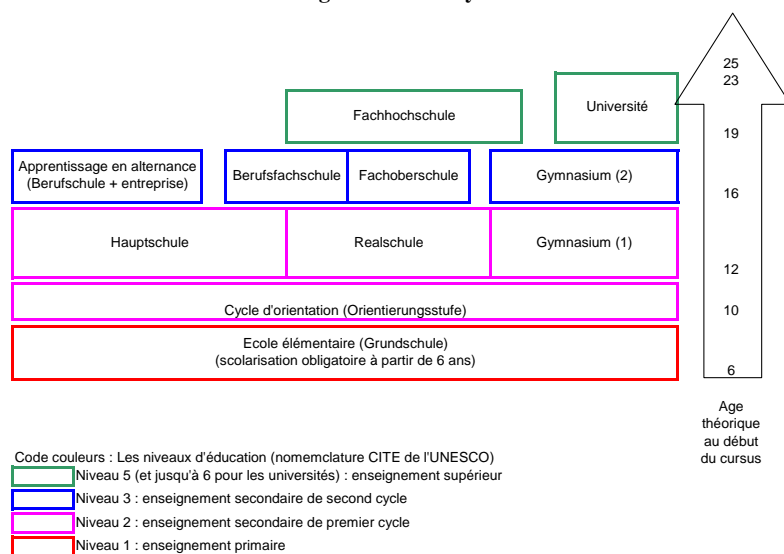 25
23
Université
Fachhochschule
19
Apprentissage en alternance
(Berufschule + entreprise)
Berufsfachschule
Fachoberschule
Gymnasium (2)
16
Hauptschule
Realschule
Gymnasium (1)
12
Cycle d'orientation (Orientierungsstufe)
10
Ecole élémentaire (Grundschule)
(scolarisation obligatoire à partir de 6 ans)
6
Age
théorique
au début
du cursus
Code couleurs : Les niveaux d'éducation (nomemclature CITE de l'UNESCO)
Niveau 5 (et jusqu'à 6 pour les universités) : enseignement supérieur
Niveau 3 : enseignement secondaire de second cycle
Niveau 2 : enseignement secondaire de premier cycle
Niveau 1 : enseignement primaire